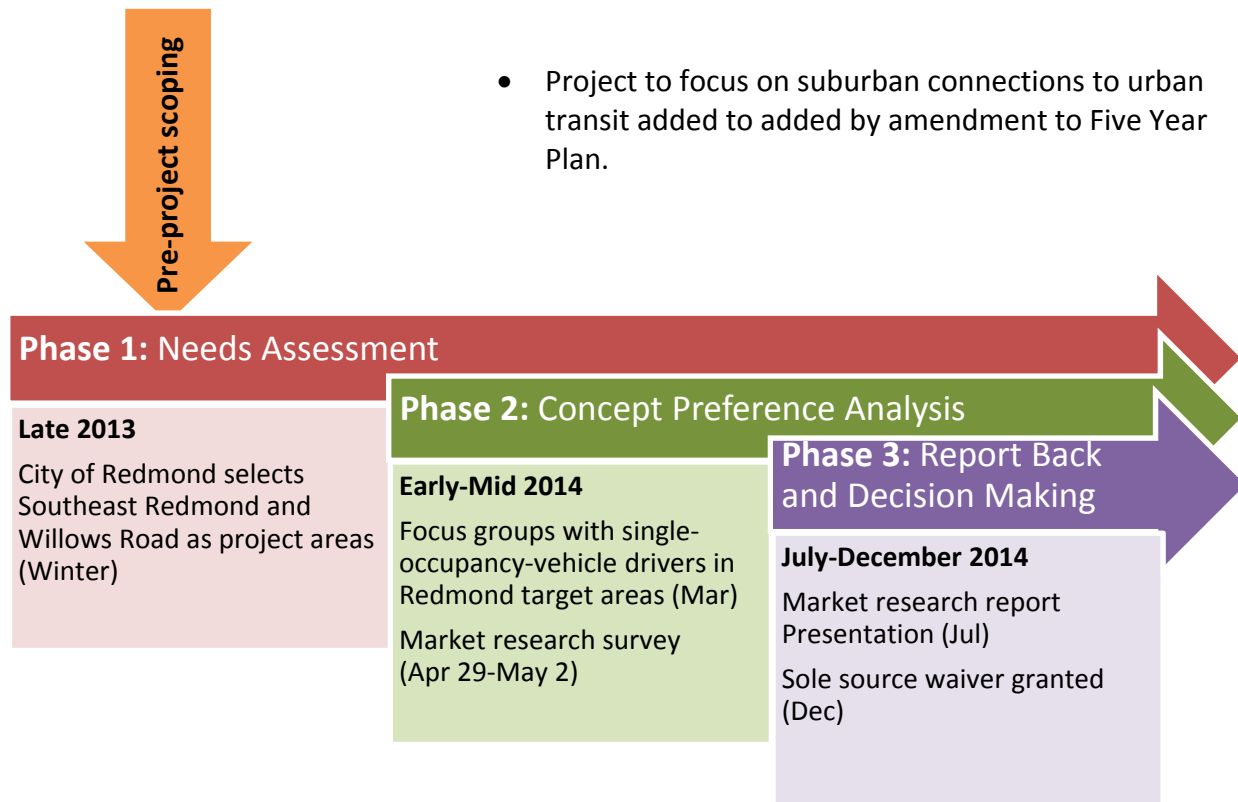 Pre-project scoping
• Project to focus on suburban connections to urban
transit added to added by amendment to Five Year
Plan.
Phase 1: Needs Assessment
Late 2013
City of Redmond selects
Southeast Redmond and
Willows Road as project areas
(Winter)
Phase 2: Concept Preference Analysis
Early-Mid 2014
Focus groups with single-
occupancy-vehicle drivers in
Redmond target areas (Mar)
Market research survey
(Apr 29-May 2)
Phase 3: Report Back
and Decision Making
July-December 2014
Market research report
Presentation (Jul)
Sole source waiver granted
(Dec)